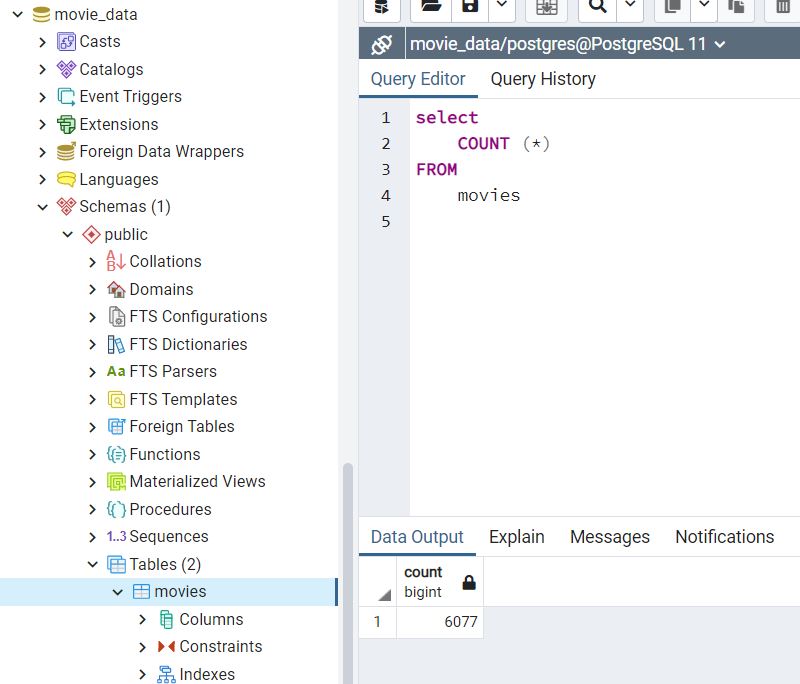 movie_data
Casts
Catalogs
Event Triggers
Extensions
Foreign Data Wrappers
Languages
Schemas (1)
public
Collations
Domains
FTS Configurations
FTS Dictionaries
Aa FTS Parsers
FTS Templates
Foreign Tables
Functions
Materialized Views
Procedures
1..3 Sequences
Tables (2)
movies
Columns
Constraints
Indexes
movie_data/postgres@PostgreSQL 11
Query Editor Query History
1 select
2 COUNT (*)
3 FROM
4 movies
5
Data Output Explain Messages Notifications
count
bigint
1 6077